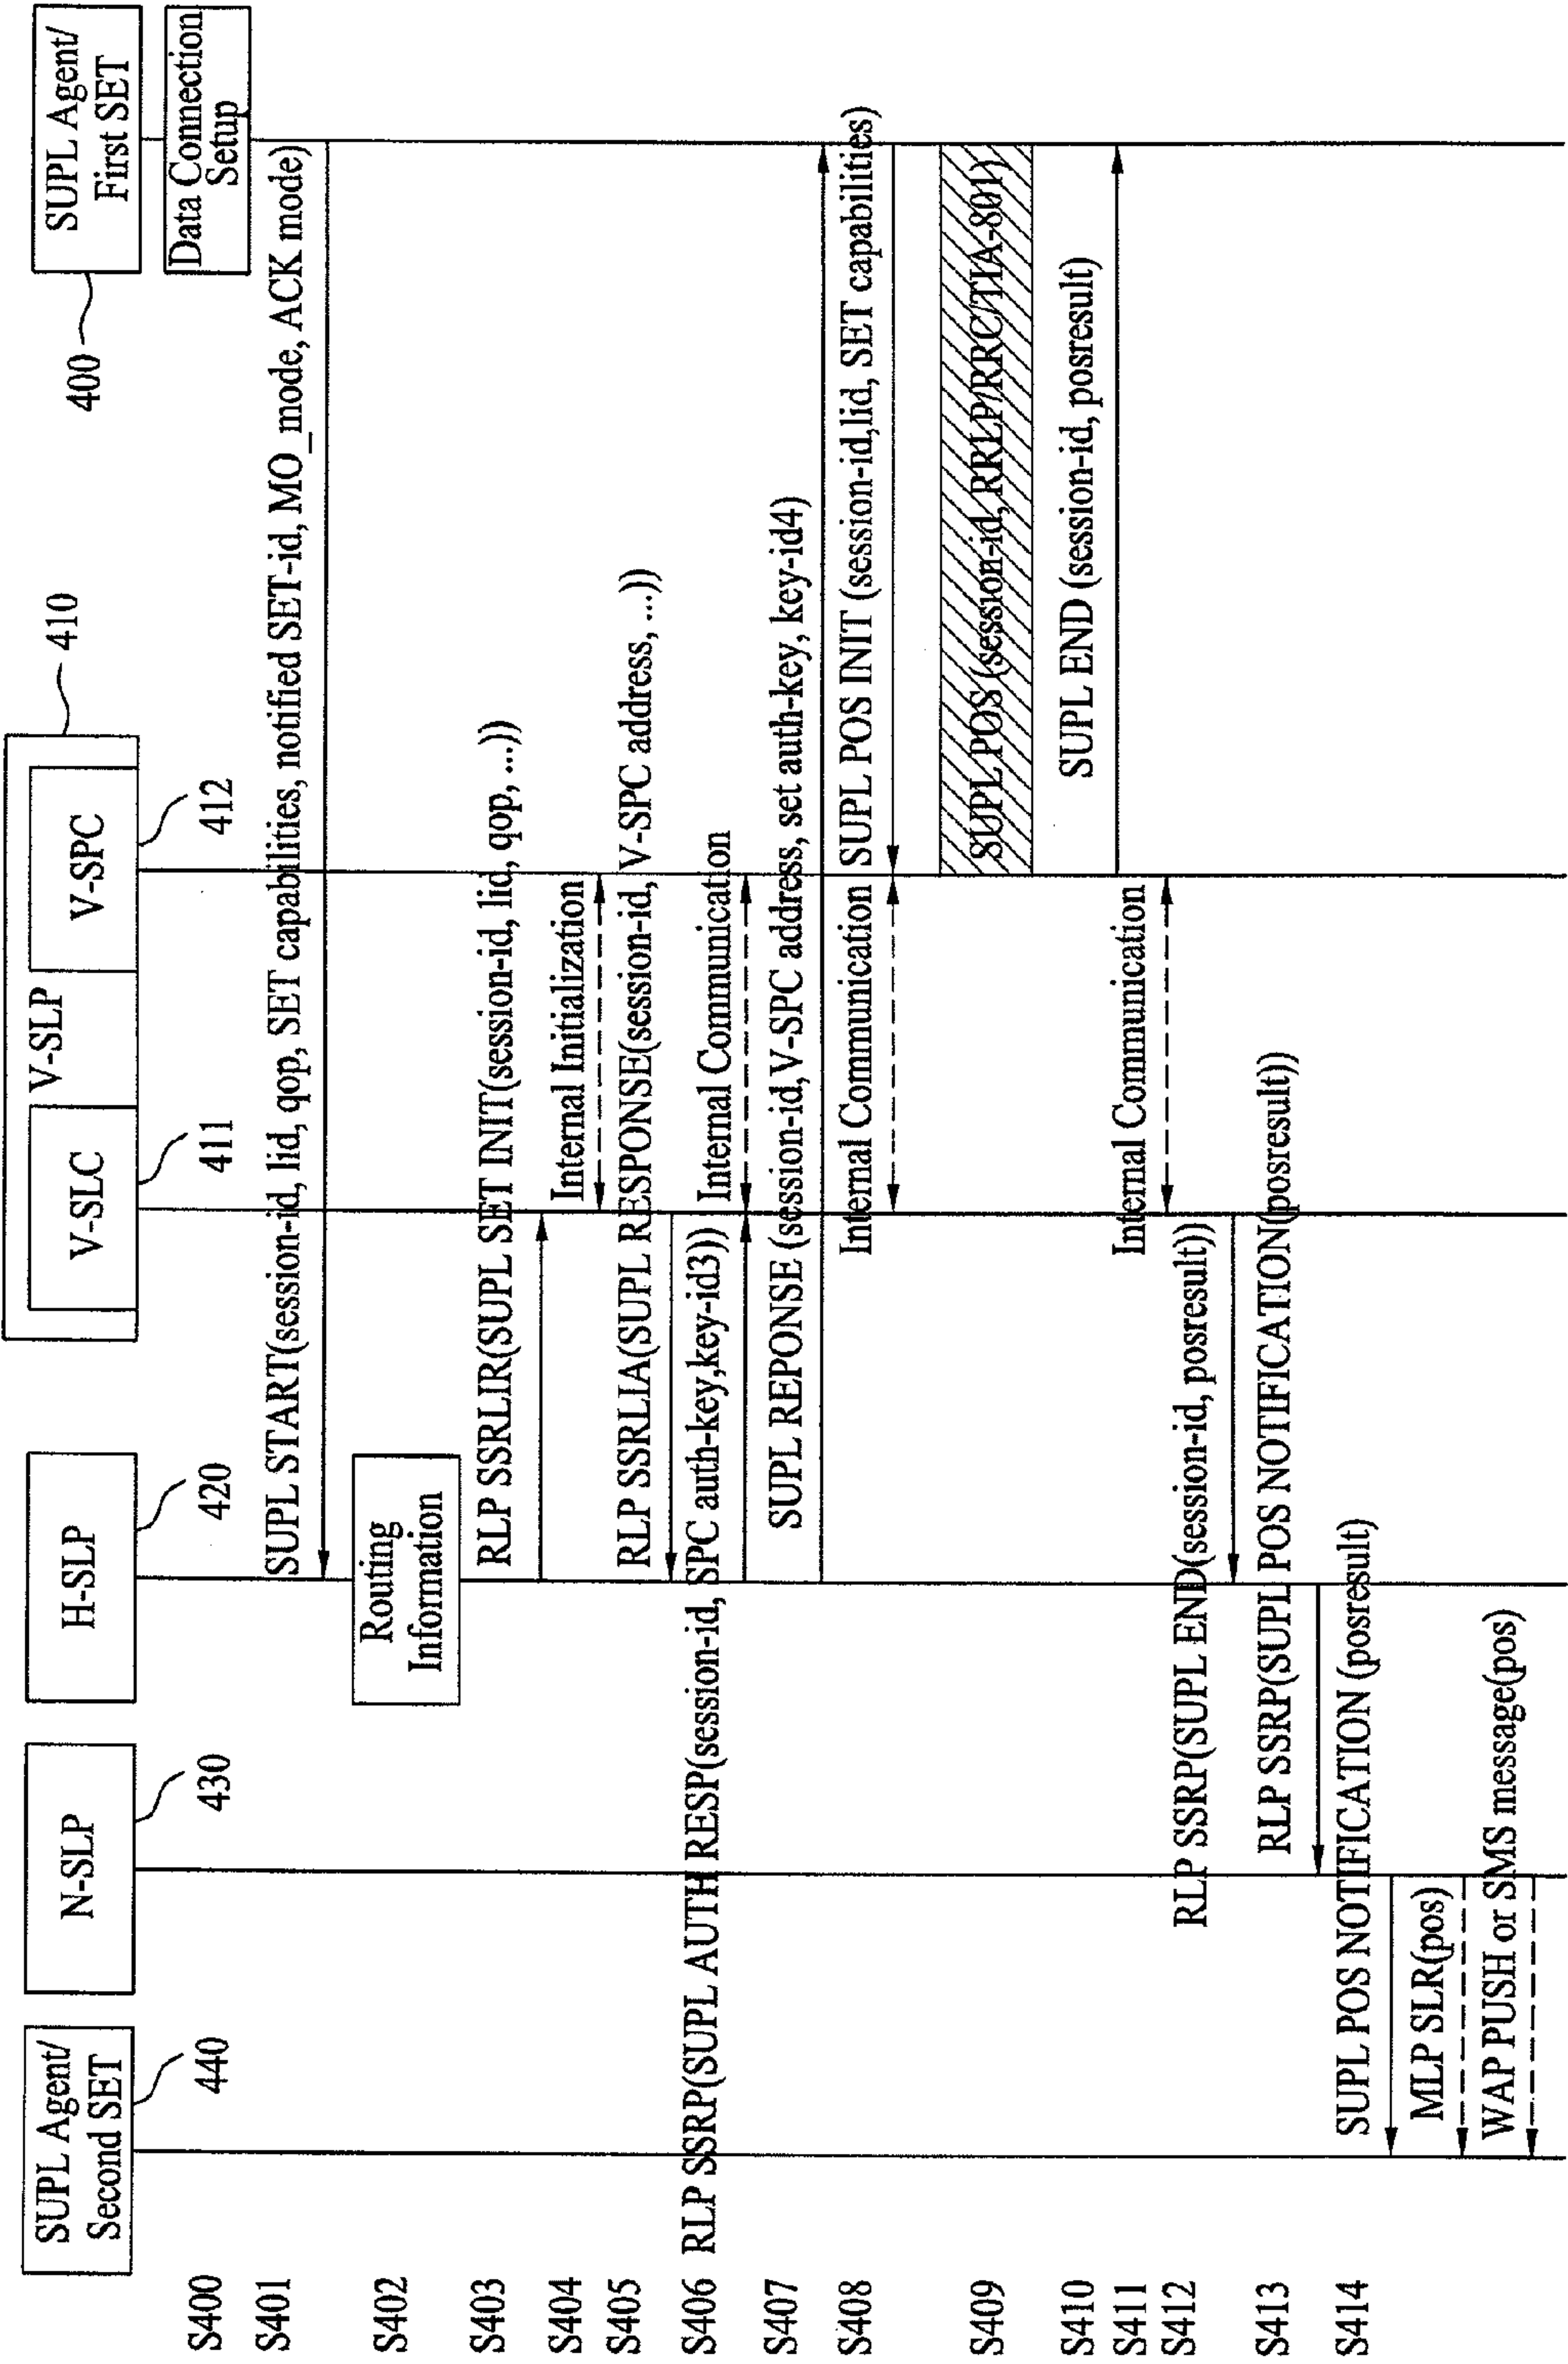 SUPL Agent/
Second SET
440
N-SLP
430
H-SLP
420
V-SLP
410
V-SLC
411
V-SPC
412
SUPL Agent/
First SET
400
S400
Data Connection
Setup
S401
SUPL START(session-id, lid, qop, SET capabilities, notified SET-id, MO_mode, ACK mode)
S402
Routing
Information
S403
RLP SSRLIR(SUPL SET INIT(session-id, lid, qop, ...))
S404
Internal Initialization
S405
RLP SSRLIA(SUPL RESPONSE(session-id, V-SPC address, ...))
S406
RLP SSRP(SUPL AUTH RESP(session-id, SPC auth-key,key-id3))
Internal Communication
S407
SUPL REPONSE (session-id,V-SPC address, set auth-key, key-id4)
S408
Internal Communication
SUPL POS INIT (session-id,lid, SET capabilities)
S409
SUPL POS (session-id, RRLP/RRC/TIA-801)
S410
SUPL END (session-id, posresult)
S411
Internal Communication
S412
RLP SSRP(SUPL END(session-id, posresult))
S413
RLP SSRP(SUPL POS NOTIFICATION(posresult))
S414
SUPL POS NOTIFICATION (posresult)
MLP SLR(pos)
WAP PUSH or SMS message(pos)